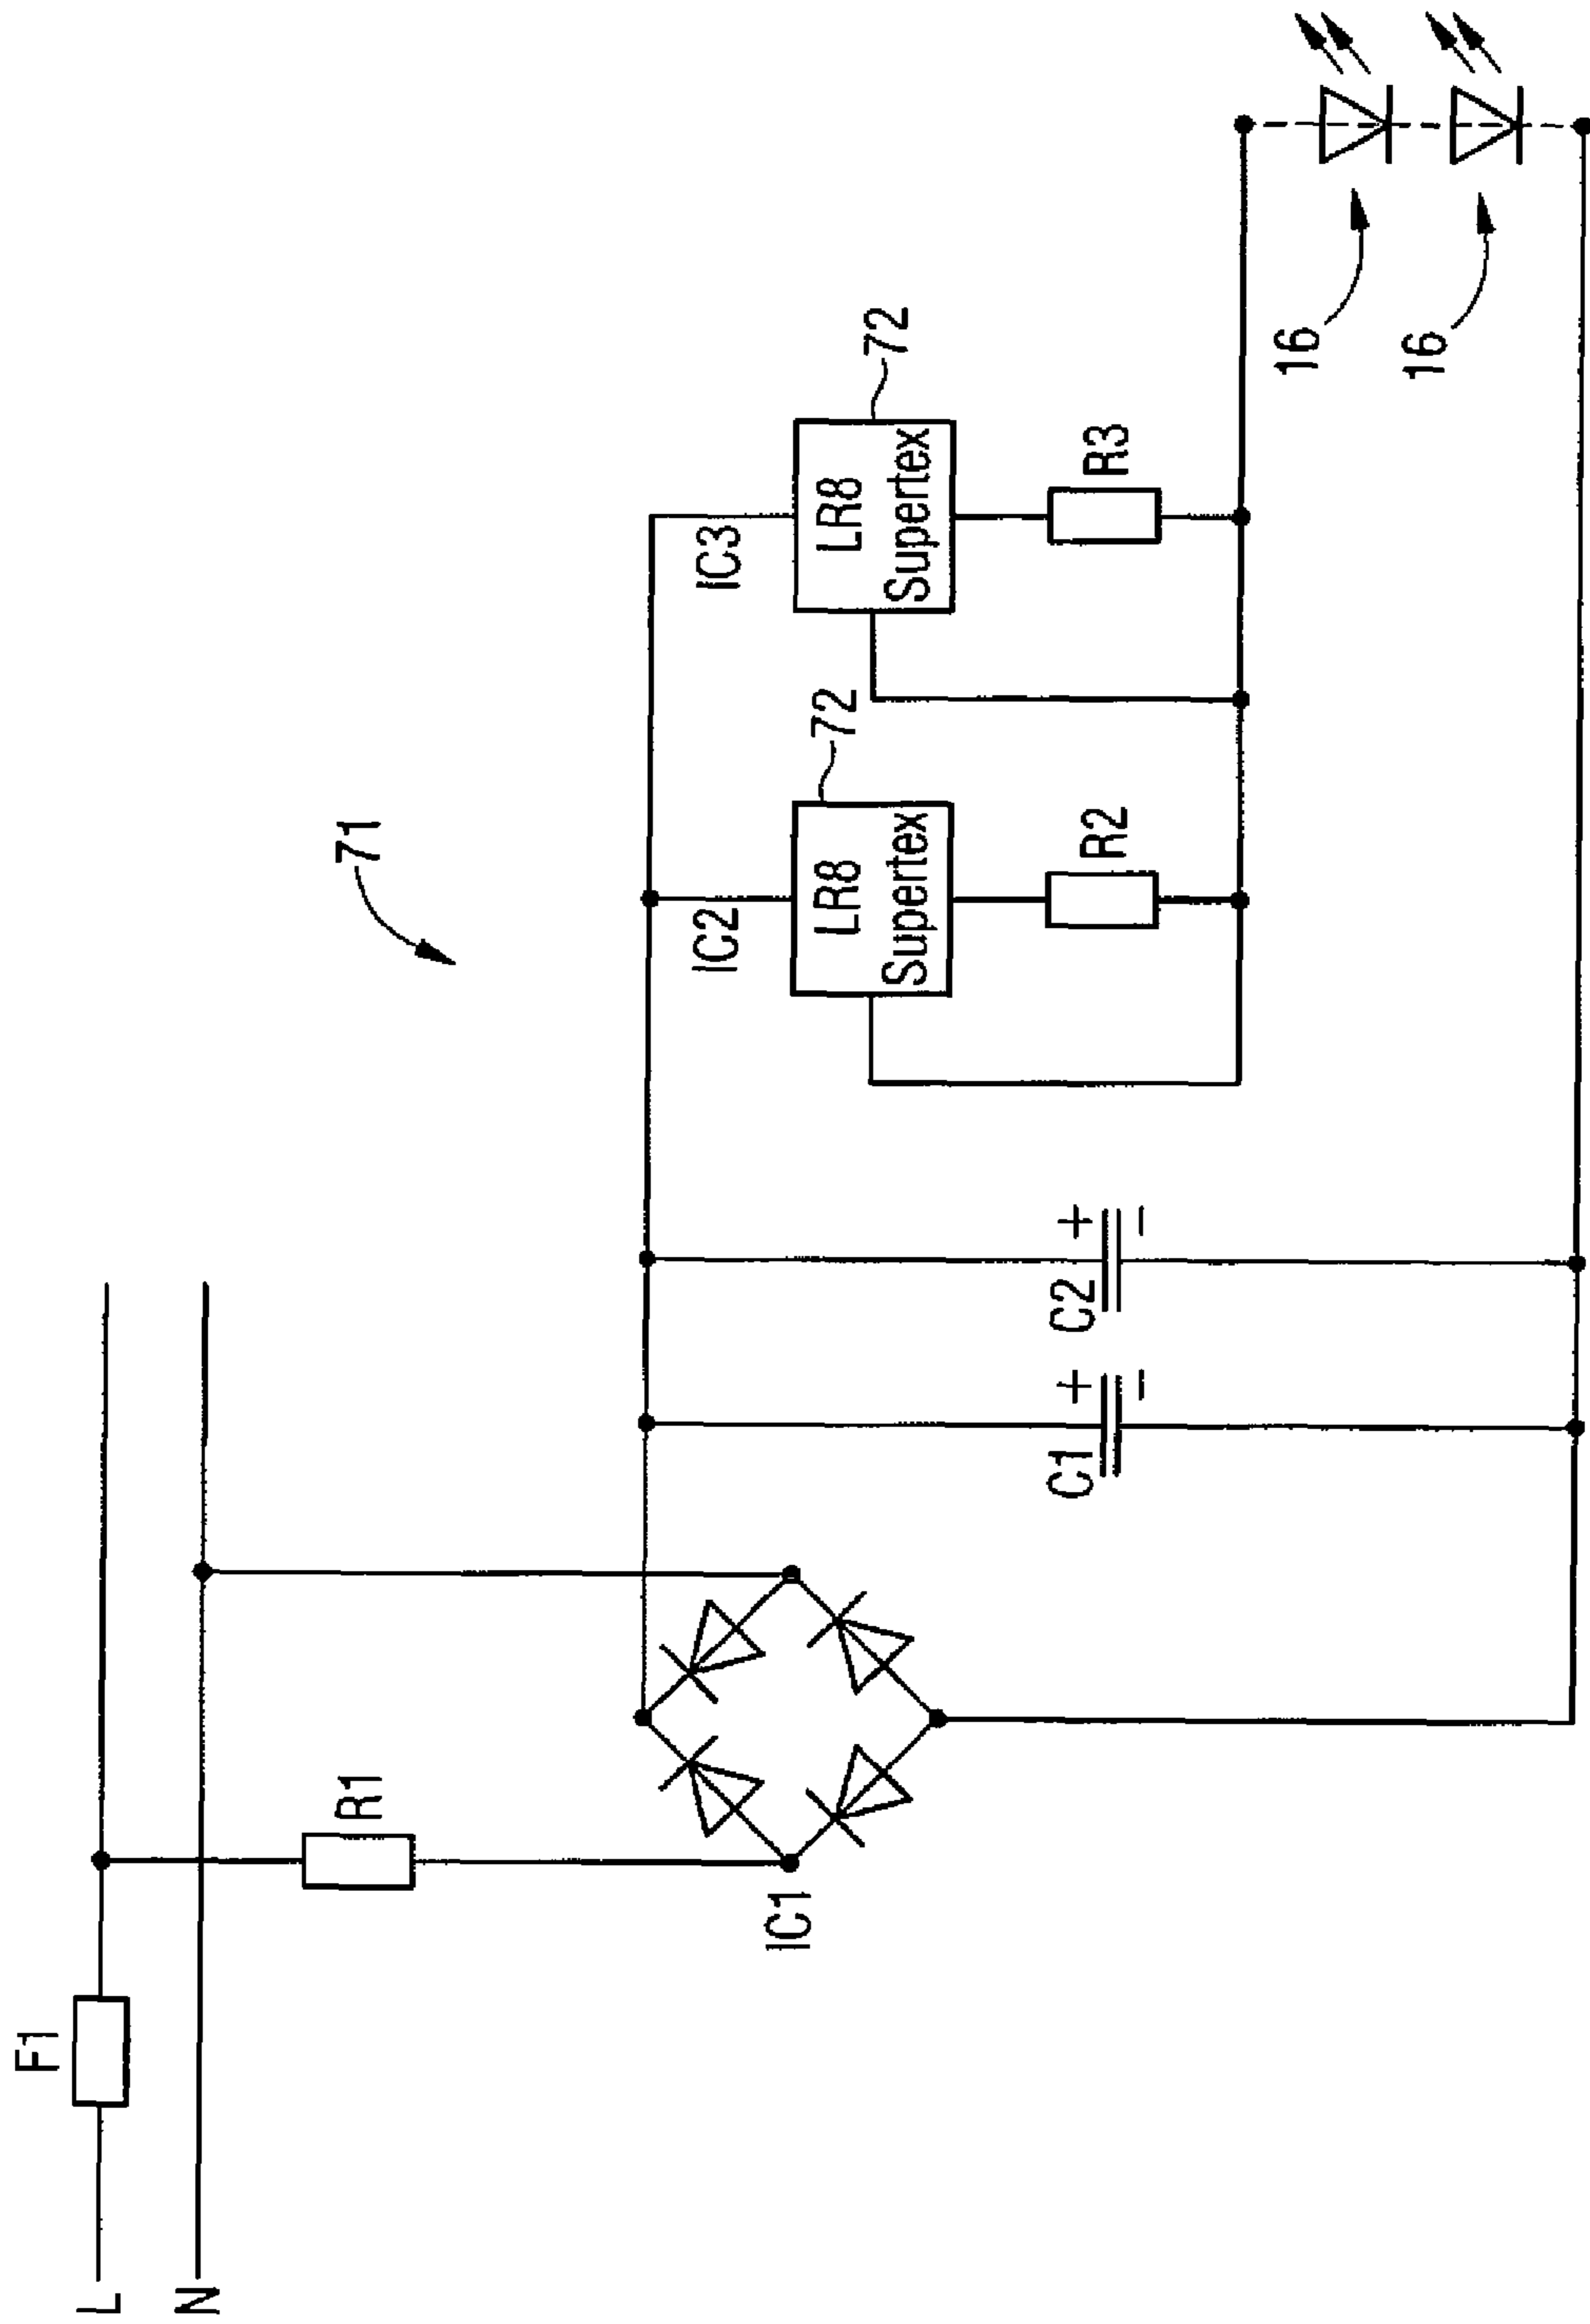 F1
L
N
R1
71
IC1
IC2
IC3
72
72
LR8
Supertex
LR8
Supertex
C1
+
−
C2
+
−
R2
R3
16
16